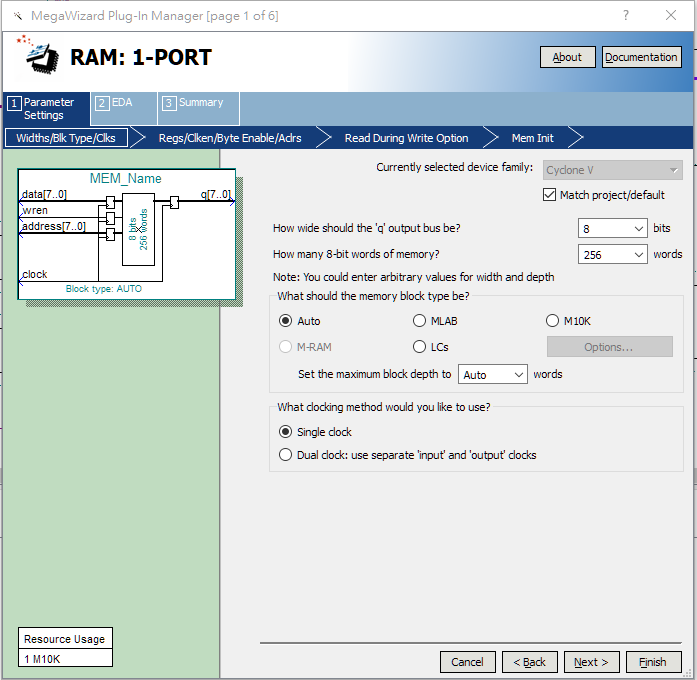 MegaWizard Plug-In Manager [page 1 of 6]
?
RAM: 1-PORT
About
Documentation
1 Parameter Settings
2 EDA
3 Summary
Widths/Blk Type/Clks
Regs/Clken/Byte Enable/Aclrs
Read During Write Option
Mem Init
MEM_Name
data[7..0]
q[7..0]
wren
address[7..0]
8 bits
256 words
clock
Block type: AUTO
Currently selected device family:
Cyclone V
Match project/default
How wide should the 'q' output bus be?
8
bits
How many 8-bit words of memory?
256
words
Note: You could enter arbitrary values for width and depth
What should the memory block type be?
Auto
MLAB
M10K
M-RAM
LCs
Options...
Set the maximum block depth to
Auto
words
What clocking method would you like to use?
Single clock
Dual clock: use separate 'input' and 'output' clocks
Resource Usage
1 M10K
Cancel
< Back
Next >
Finish